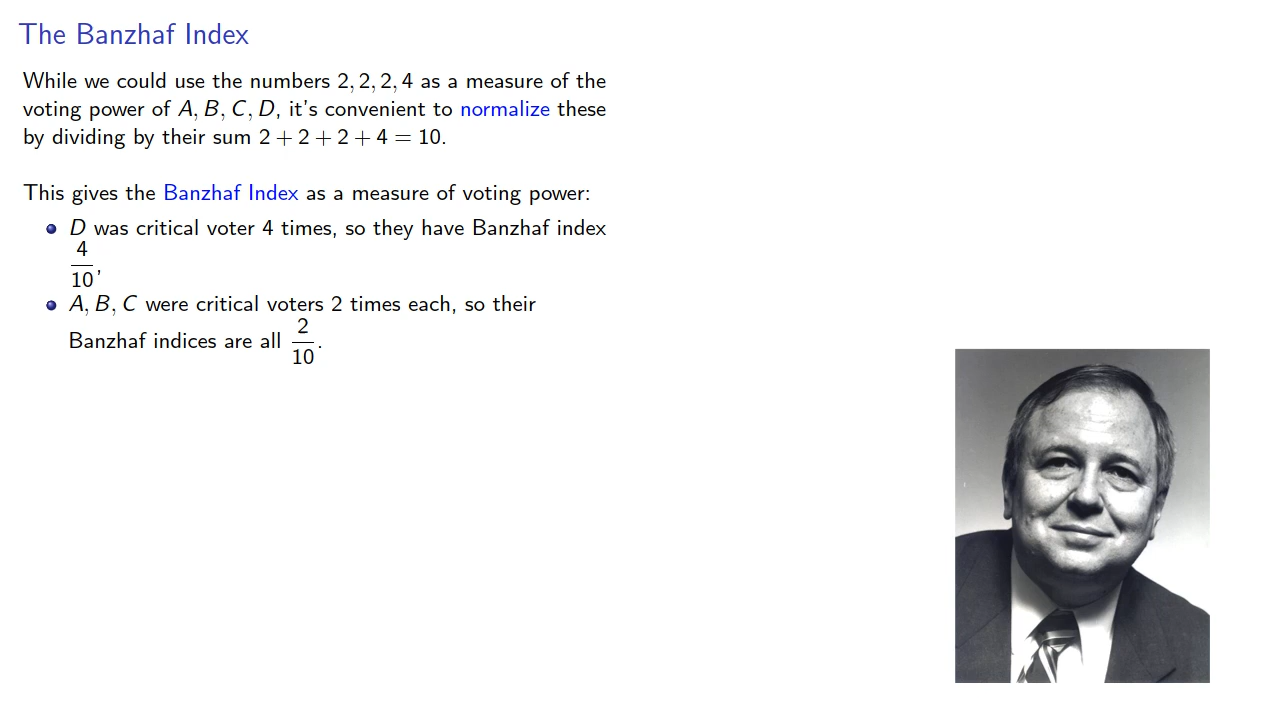 The Banzhaf Index
While we could use the numbers 2, 2, 2, 4 as a measure of the
voting power of A, B, C, D, it's convenient to normalize these
by dividing by their sum 2 + 2 + 2 + 4 = 10.
This gives the Banzhaf Index as a measure of voting power:
D was critical voter 4 times, so they have Banzhaf index
4
10,
A, B, C were critical voters 2 times each, so their
Banzhaf indices are all 2/10.